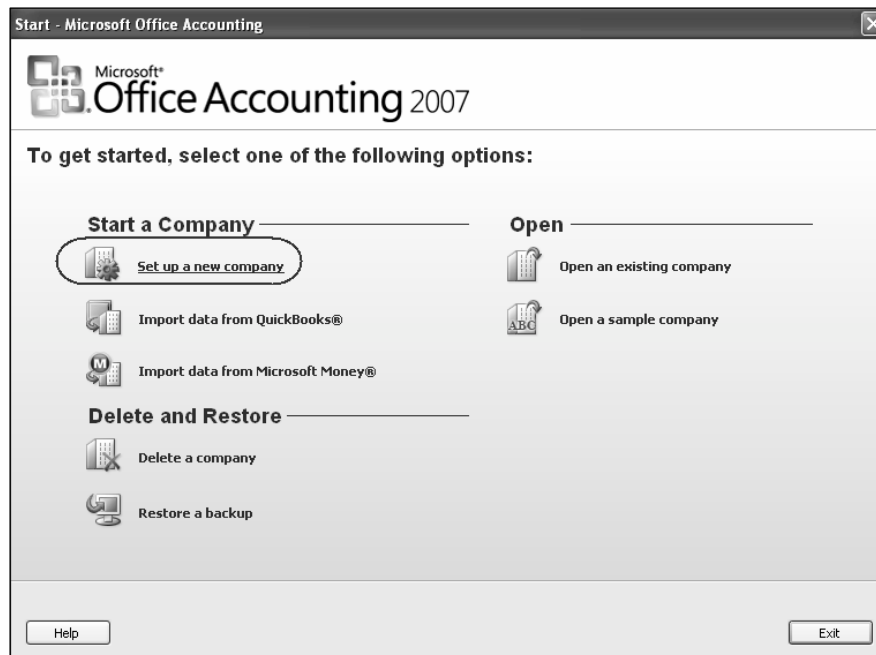 Start - Microsoft Office Accounting
Microsoft®
Office Accounting 2007
To get started, select one of the following options:
Start a Company
Set up a new company
Import data from QuickBooks®
Import data from Microsoft Money®
Delete and Restore
Delete a company
Restore a backup
Open
Open an existing company
ABC
Open a sample company
Help
Exit